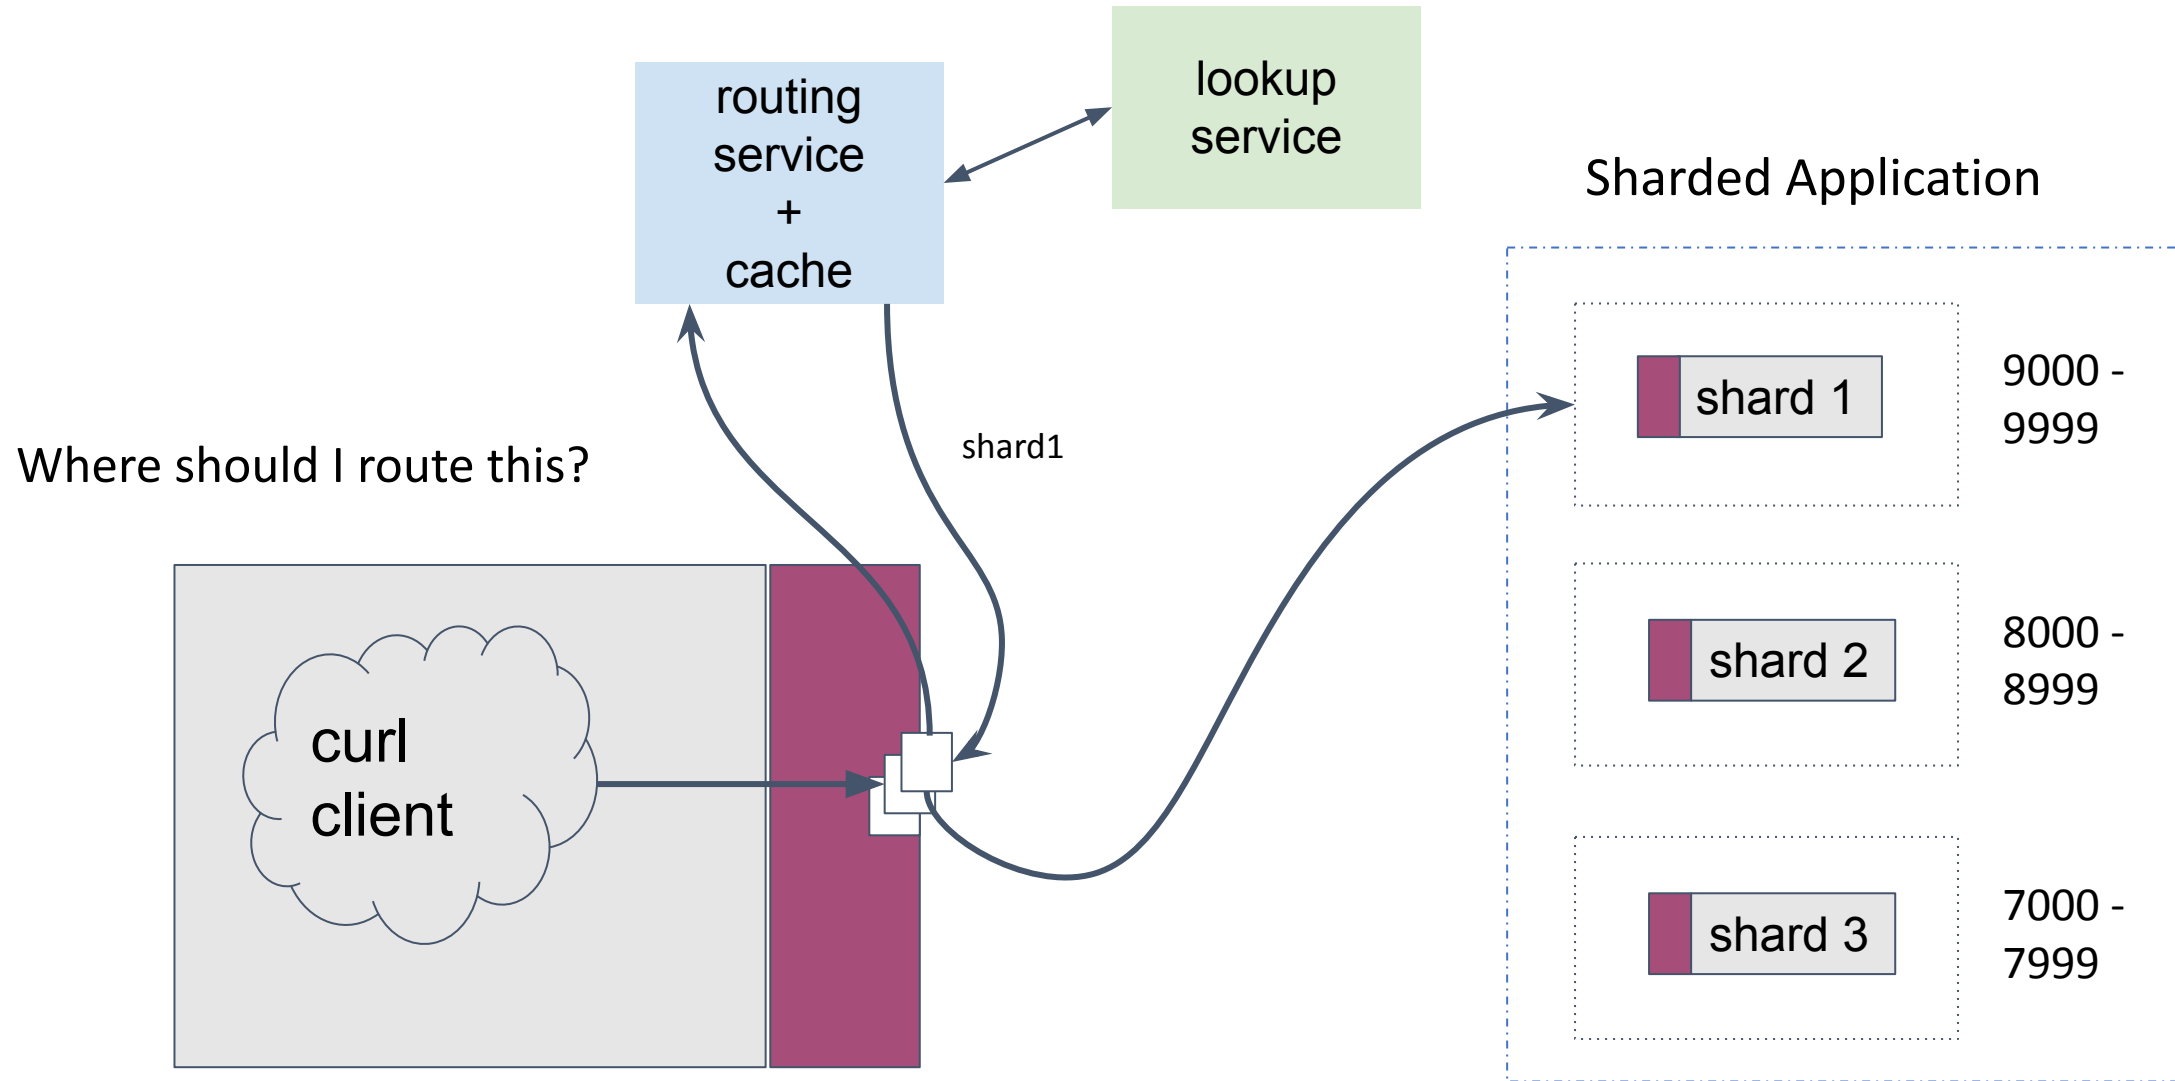 routing
service
+
cache
lookup
service
Sharded Application
Where should I route this?
shard1
curl
client
shard 1
9000 -
9999
shard 2
8000 -
8999
shard 3
7000 -
7999